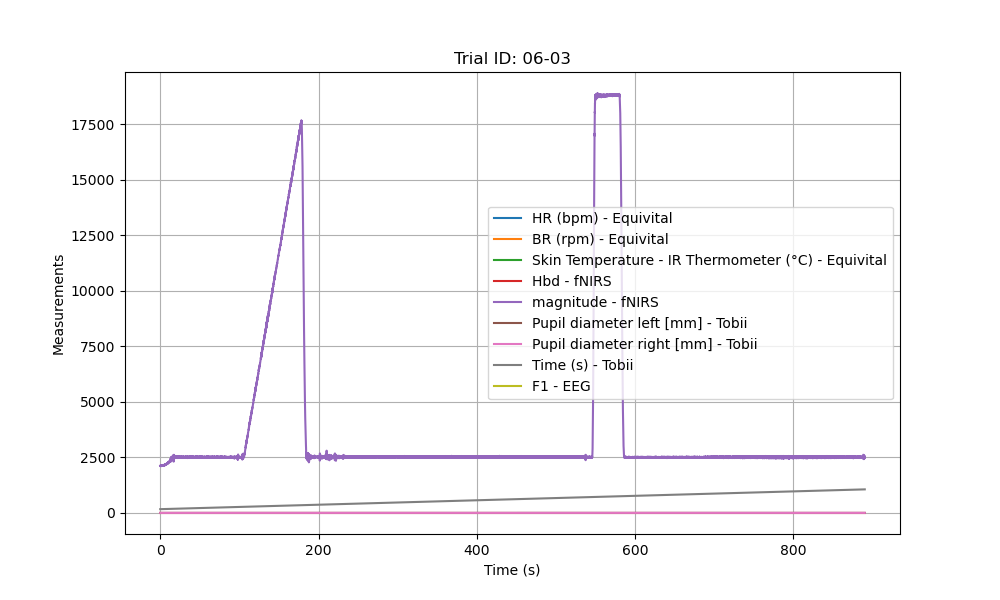 Trial ID: 06-03
17500
15000
12500
10000
7500
5000
2500
0
Measurements
HR (bpm) - Equivital
BR (rpm) - Equivital
Skin Temperature - IR Thermometer (°C) - Equivital
Hbd - fNIRS
magnitude - fNIRS
Pupil diameter left [mm] - Tobii
Pupil diameter right [mm] - Tobii
Time (s) - Tobii
F1 - EEG
0 200 400 600 800
Time (s)